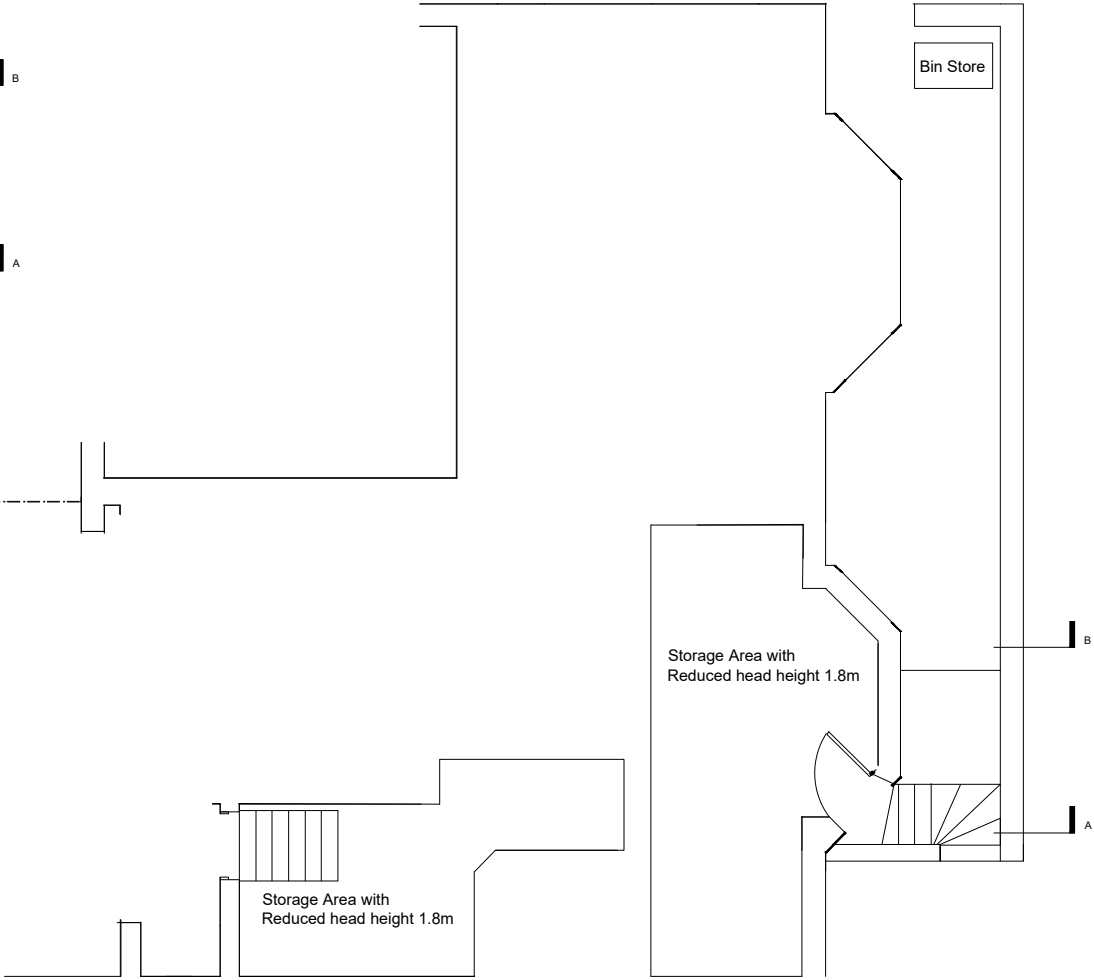 Bin Store
B
A
Storage Area with
Reduced head height 1.8m
B
A
Storage Area with
Reduced head height 1.8m